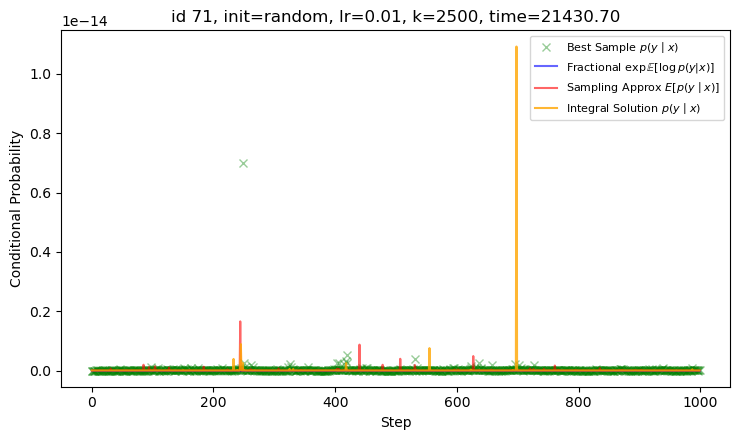 id 71, init=random, lr=0.01, k=2500, time=21430.70
1e−14
Best Sample p(y | x)
Fractional exp𝔼[log p(y|x)]
Sampling Approx E[p(y | x)]
Integral Solution p(y | x)
1.0
0.8
0.6
0.4
0.2
0.0
Conditional Probability
0
200
400
600
800
1000
Step